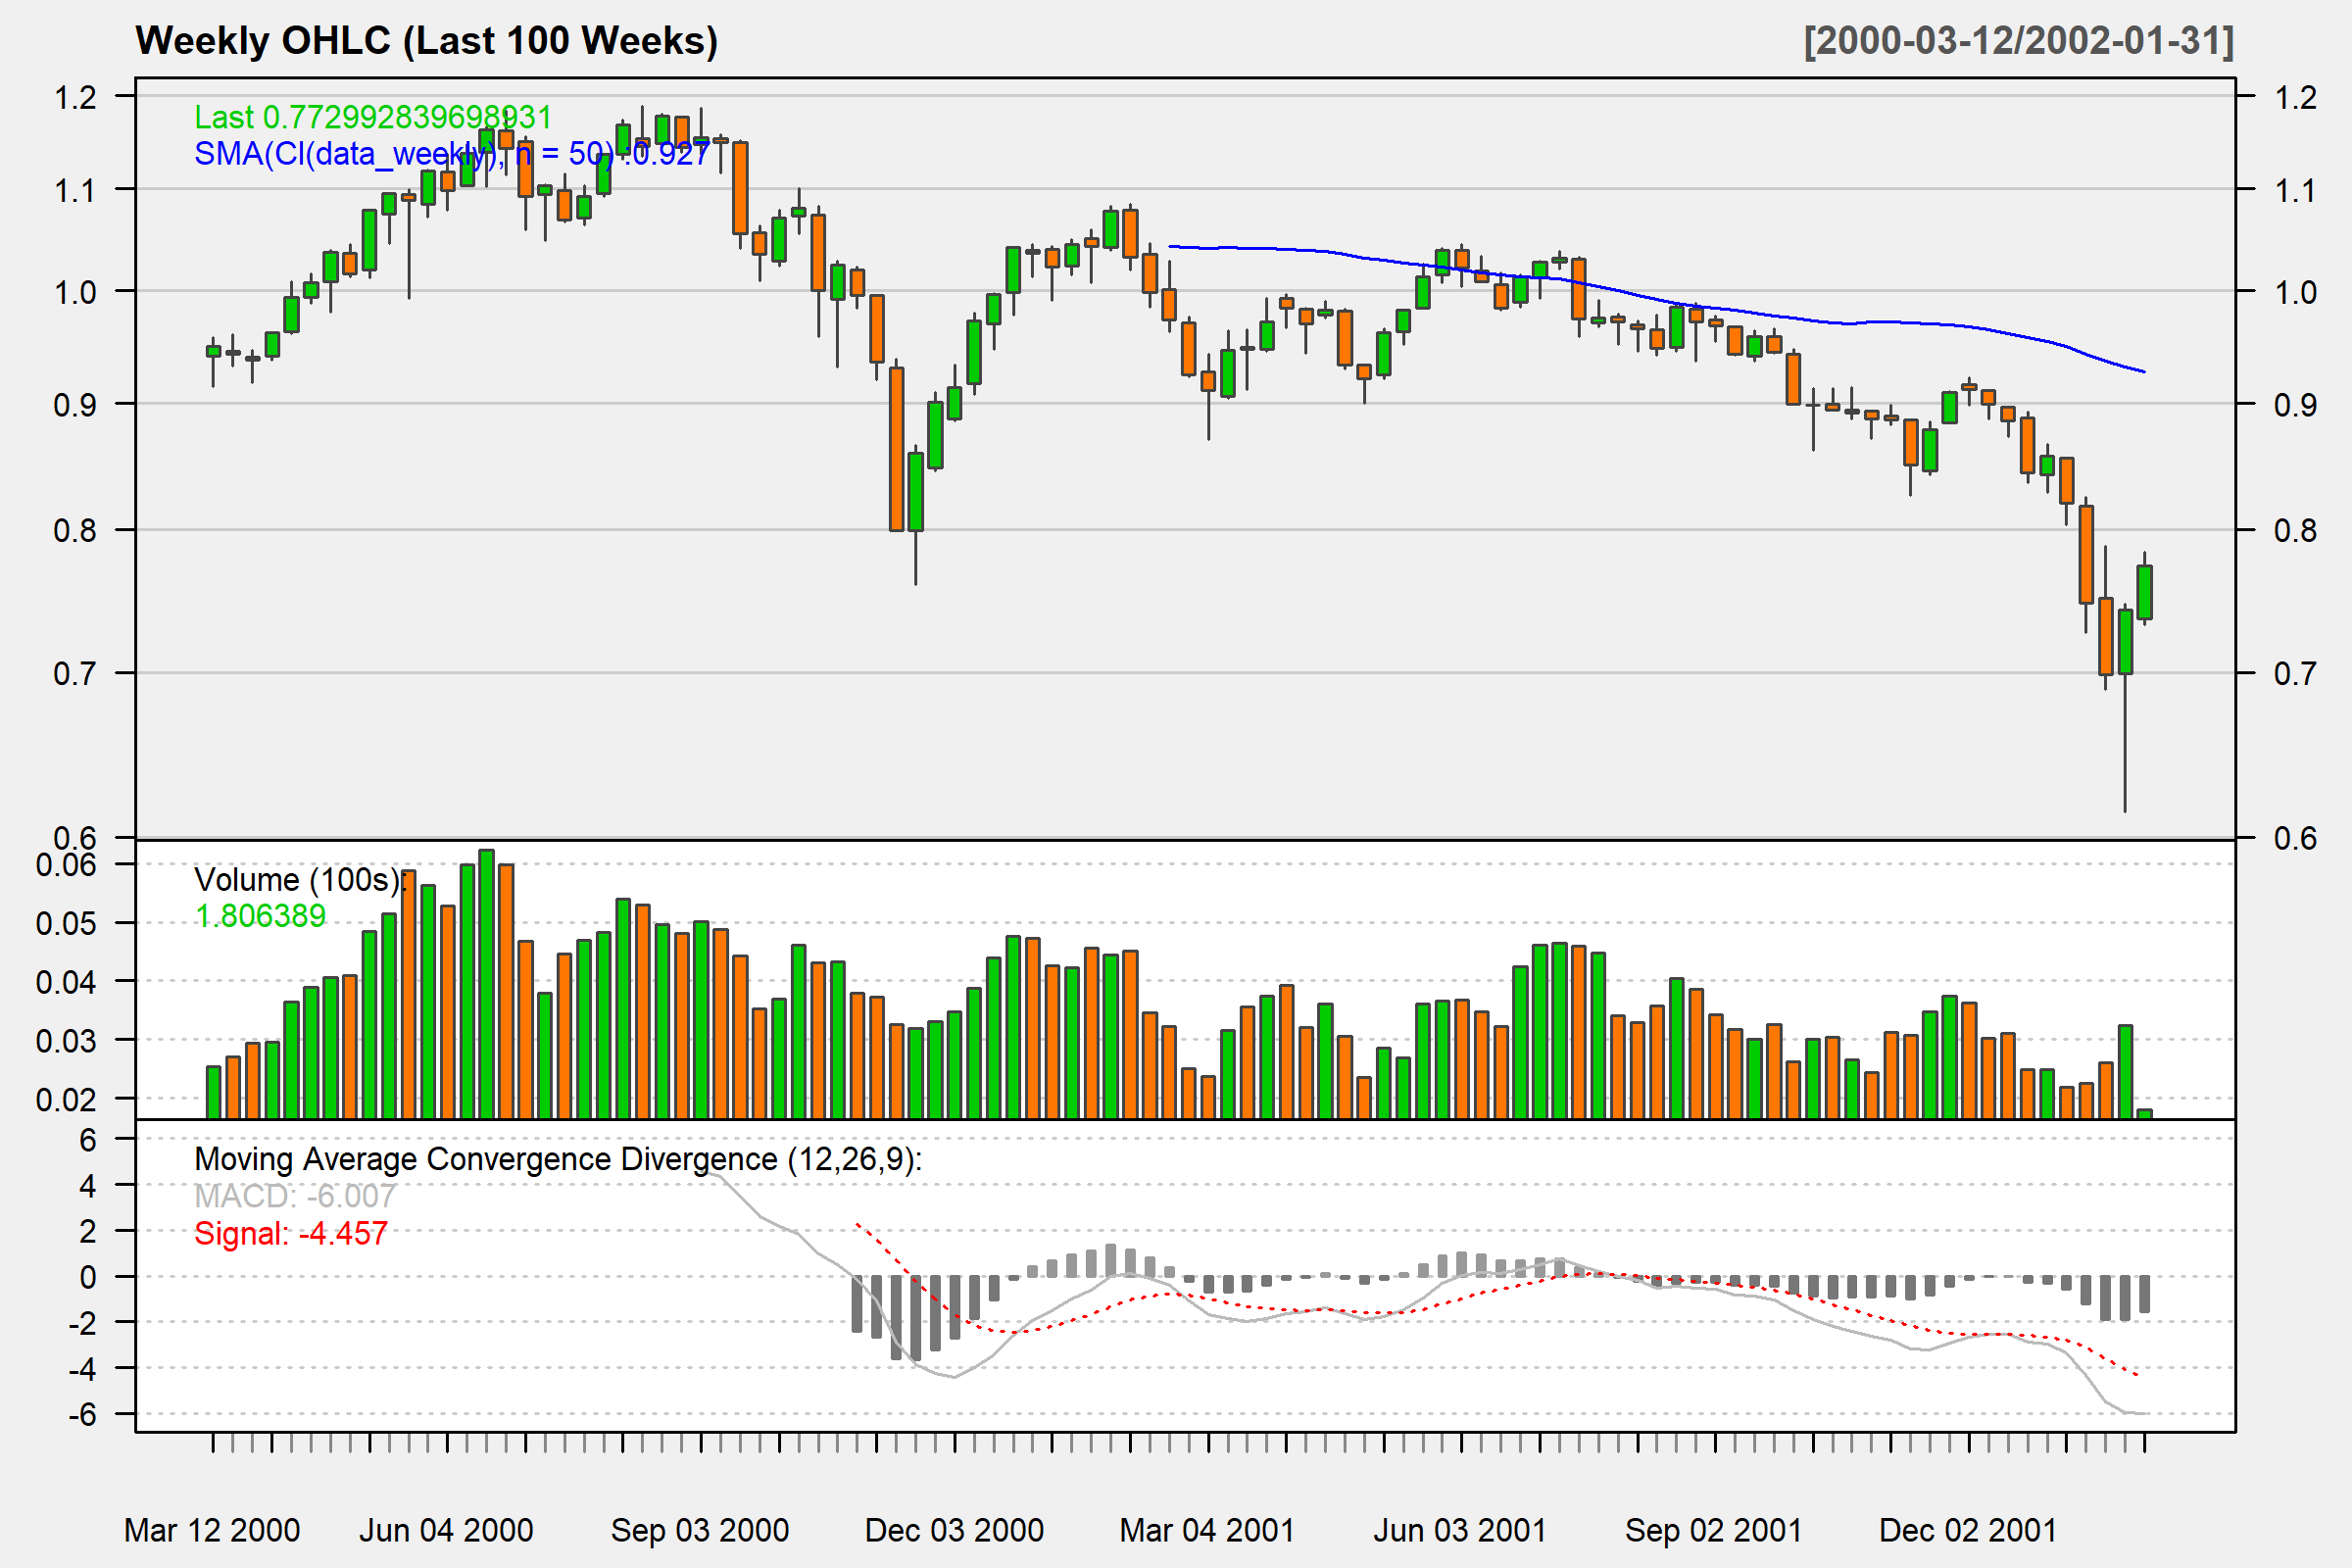 Weekly OHLC (Last 100 Weeks) [2000-03-12/2002-01-31]
Last 0.772992839698931
SMA(Cl(data_weekly), n = 50) :0.927
1.2 1.2
1.1 1.1
1.0 1.0
0.9 0.9
0.8 0.8
0.7 0.7
0.6 0.6
Volume (100s):
1.806389
0.06
0.05
0.04
0.03
0.02
Moving Average Convergence Divergence (12,26,9):
MACD: -6.007
Signal: -4.457
6
4
2
0
-2
-4
-6
Mar 12 2000 Jun 04 2000 Sep 03 2000 Dec 03 2000 Mar 04 2001 Jun 03 2001 Sep 02 2001 Dec 02 2001